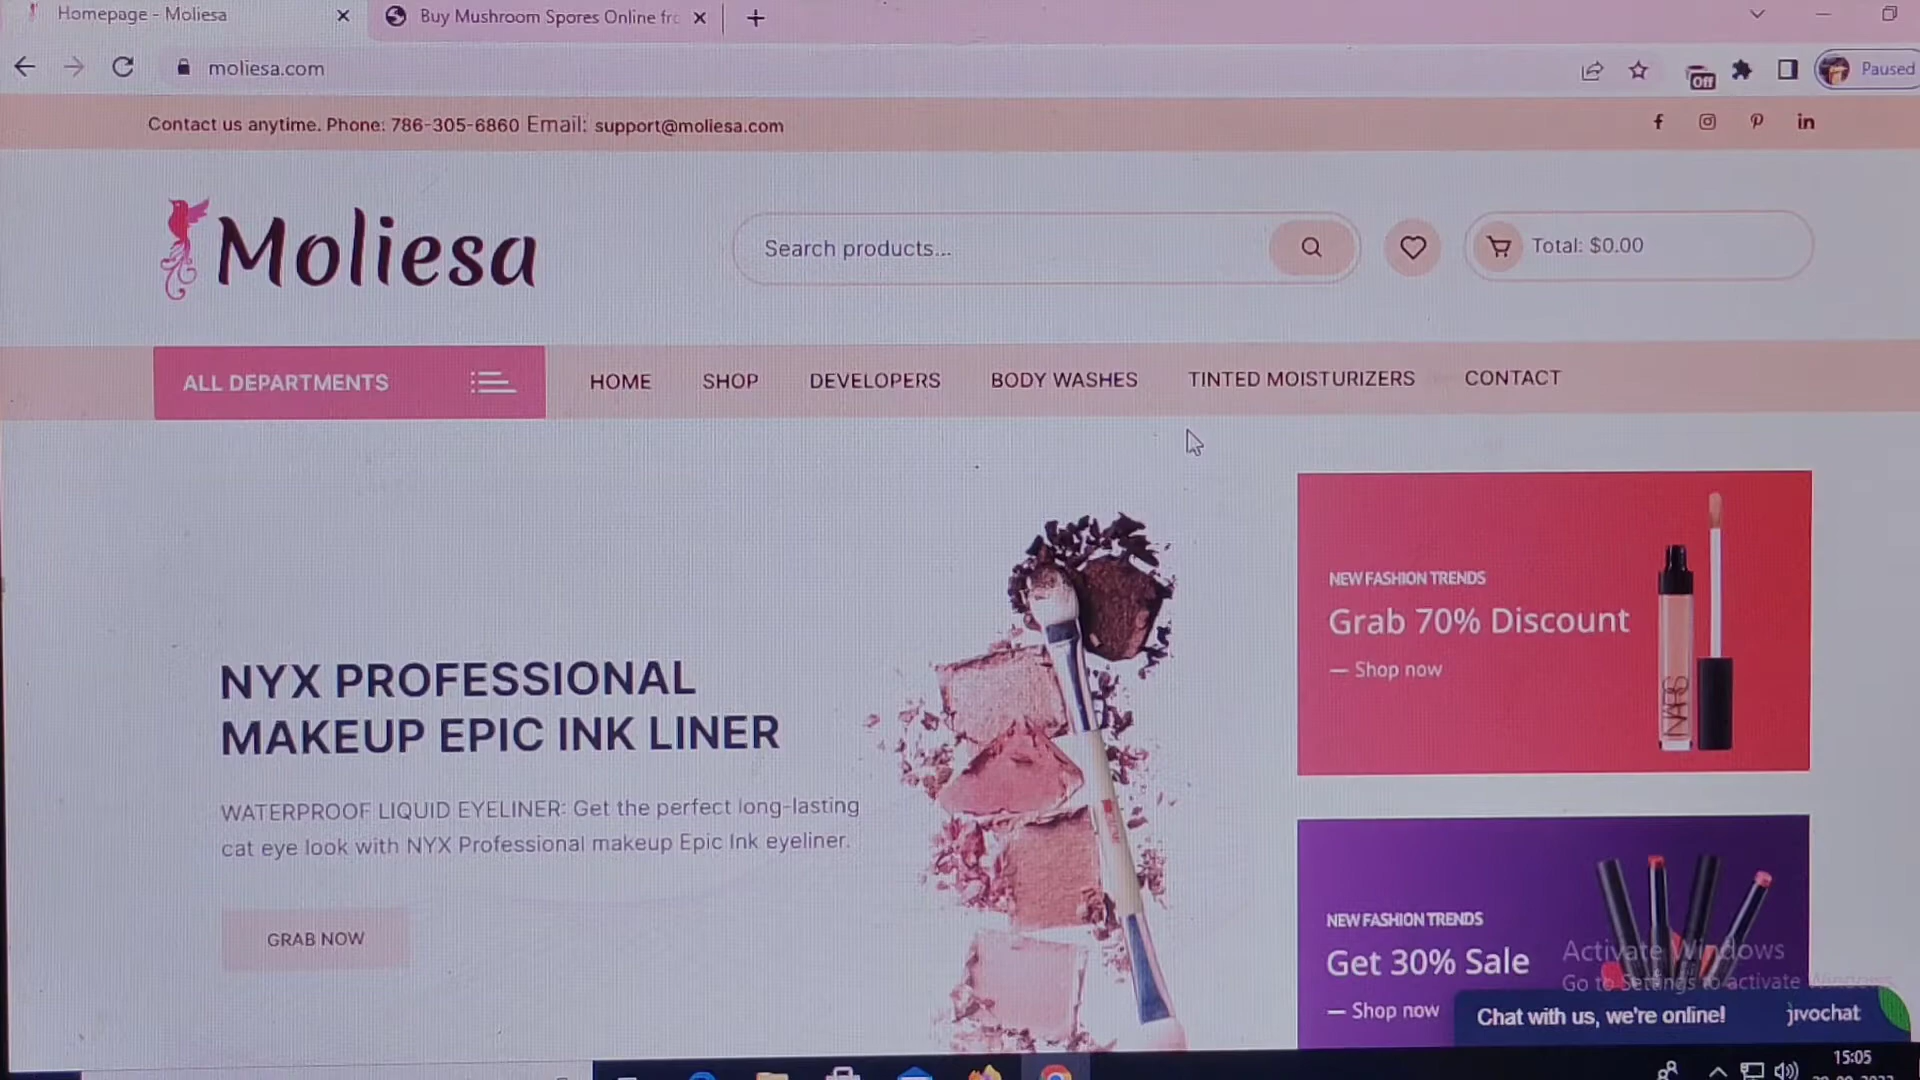 Homepage - Moliesa
Buy Mushroom Spores Online fr
moliesa.com
Off
Paused
Contact us anytime. Phone: 786-305-6860 Email: support@moliesa.com
Moliesa
Search products...
Total: $0.00
ALL DEPARTMENTS
HOME
SHOP
DEVELOPERS
BODY WASHES
TINTED MOISTURIZERS
CONTACT
NYX PROFESSIONAL
MAKEUP EPIC INK LINER
WATERPROOF LIQUID EYELINER: Get the perfect long-lasting
cat eye look with NYX Professional makeup Epic Ink eyeliner.
GRAB NOW
NEW FASHION TRENDS
Grab 70% Discount
— Shop now
NARS
NEW FASHION TRENDS
Get 30% Sale
— Shop now
Activate Windows
Go to Settings to activate Windows.
Chat with us, we're online!
jivochat
15:05